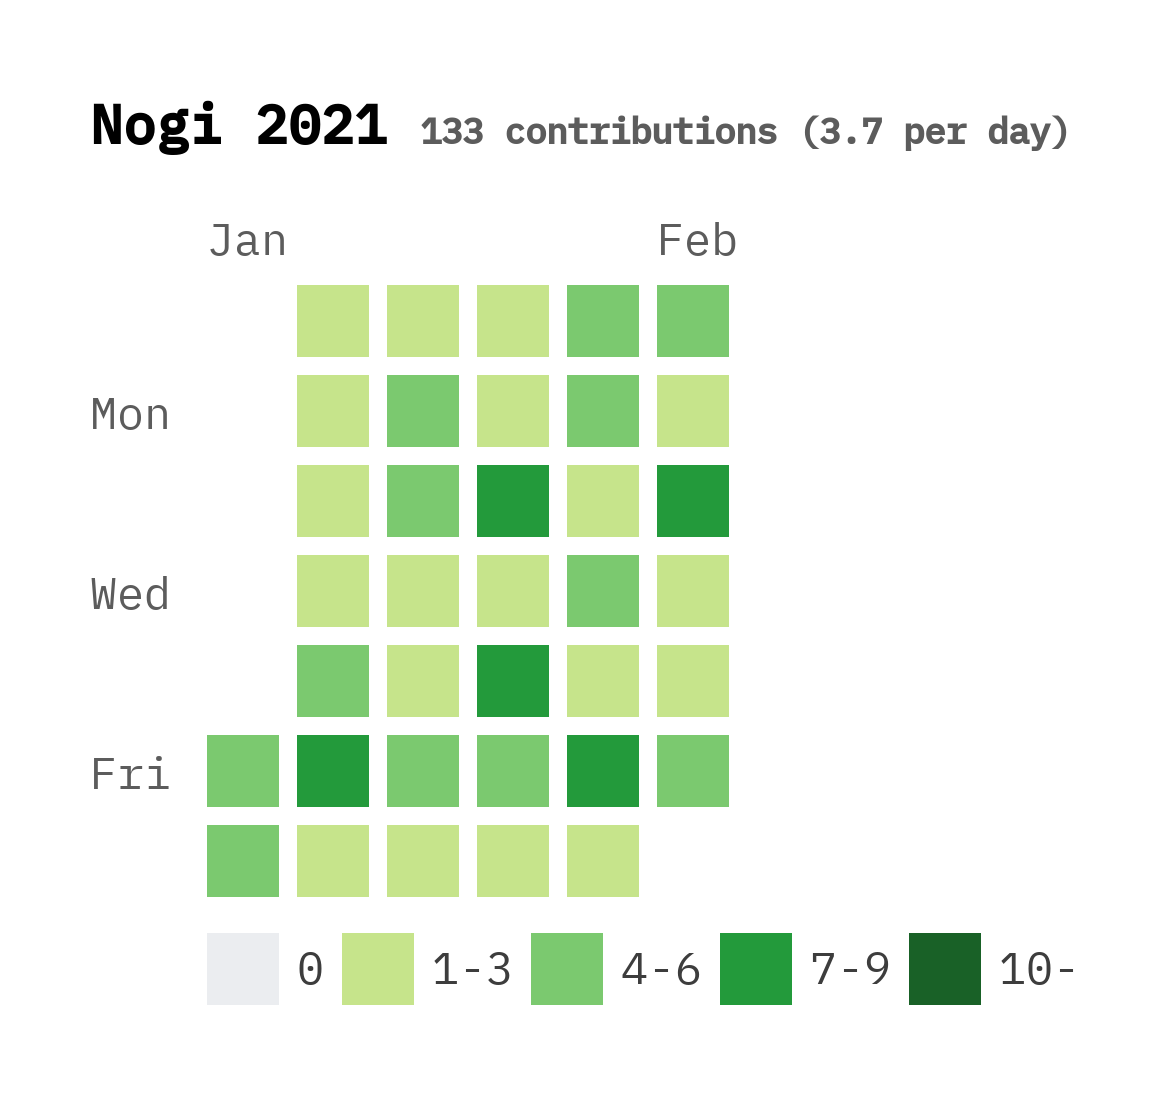 Nogi 2021 133 contributions (3.7 per day)
Jan Feb
Mon
Wed
Fri
0 1-3 4-6 7-9 10-